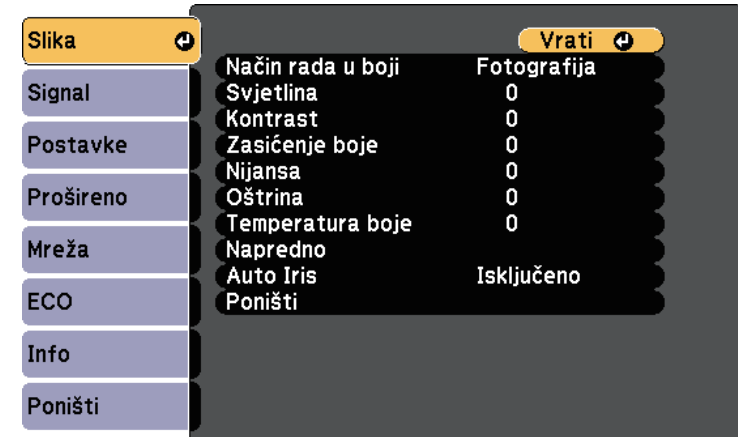 Slika
Signal
Postavke
Prošireno
Mreža
ECO
Info
Poništi
Vrati
Način rada u boji Fotografija
Svjetlina 0
Kontrast 0
Zasićenje boje 0
Nijansa 0
Oštrina 0
Temperatura boje 0
Napredno
Auto Iris Isključeno
Poništi